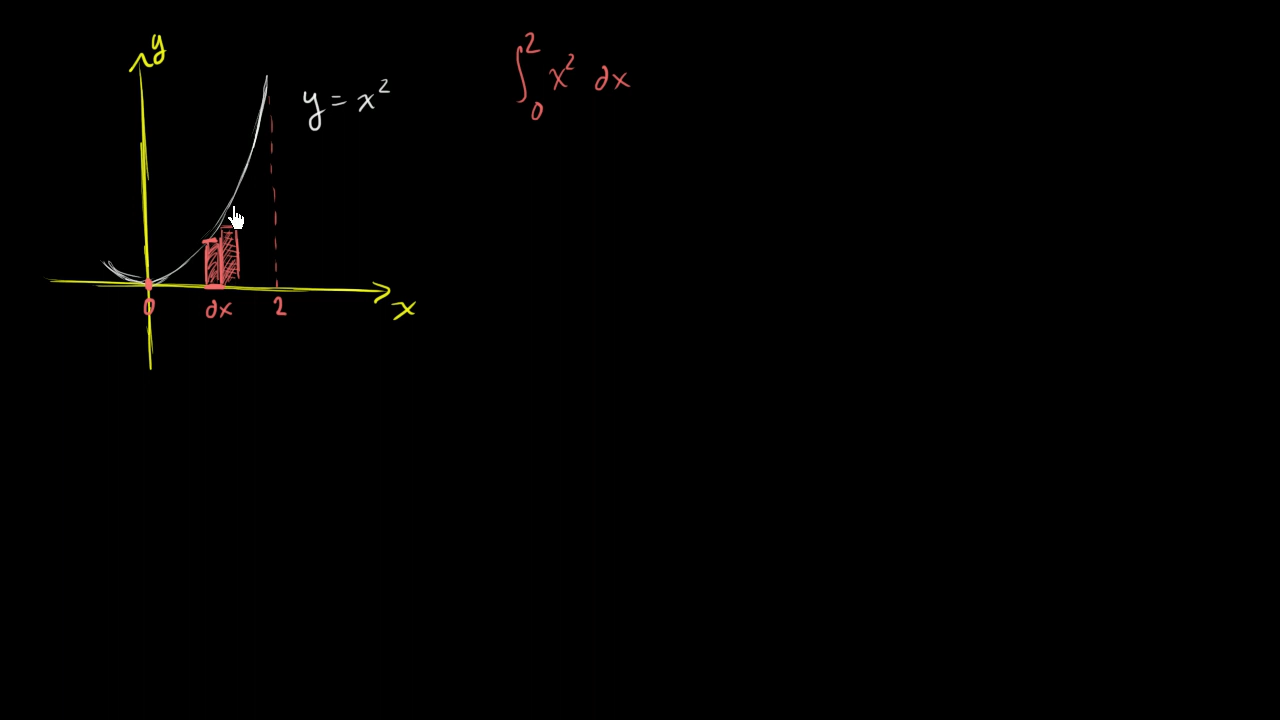 y
y = x²
∫₀² x² dx
0 dx 2
x